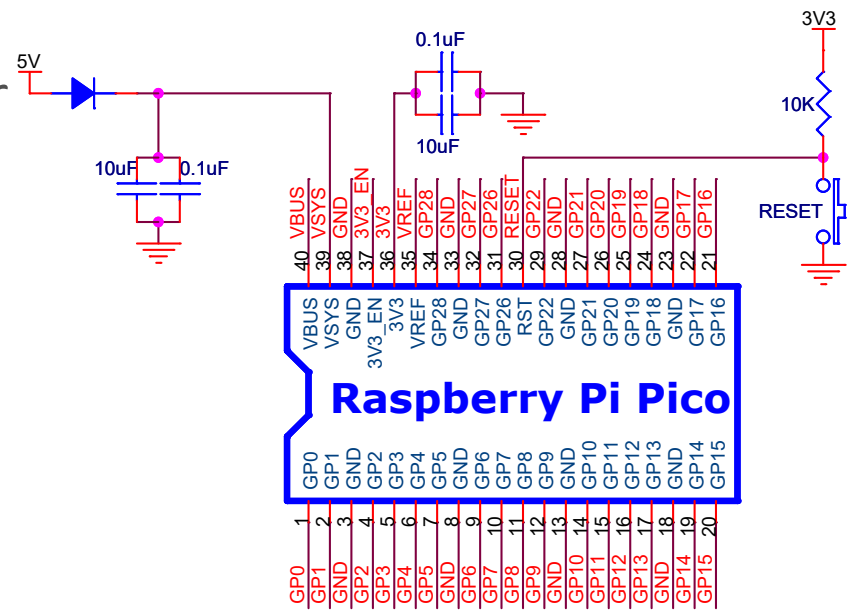 3V3
0.1uF
5V
10K
10uF
10uF 0.1uF
RESET
VBUS VSYS GND 3V3_EN 3V3 VREF GP28 GND GP27 GP26 RESET GP22 GND GP21 GP20 GP19 GP18 GND GP17 GP16
40 39 38 37 36 35 34 33 32 31 30 29 28 27 26 25 24 23 22 21
VBUS VSYS GND 3V3_EN 3V3 VREF GP28 GND GP27 GP26 RST GP22 GND GP21 GP20 GP19 GP18 GND GP17 GP16
Raspberry Pi Pico
GP0 GP1 GND GP2 GP3 GP4 GP5 GND GP6 GP7 GP8 GP9 GND GP10 GP11 GP12 GP13 GND GP14 GP15
1 2 3 4 5 6 7 8 9 10 11 12 13 14 15 16 17 18 19 20
GP0 GP1 GND GP2 GP3 GP4 GP5 GND GP6 GP7 GP8 GP9 GND GP10 GP11 GP12 GP13 GND GP14 GP15